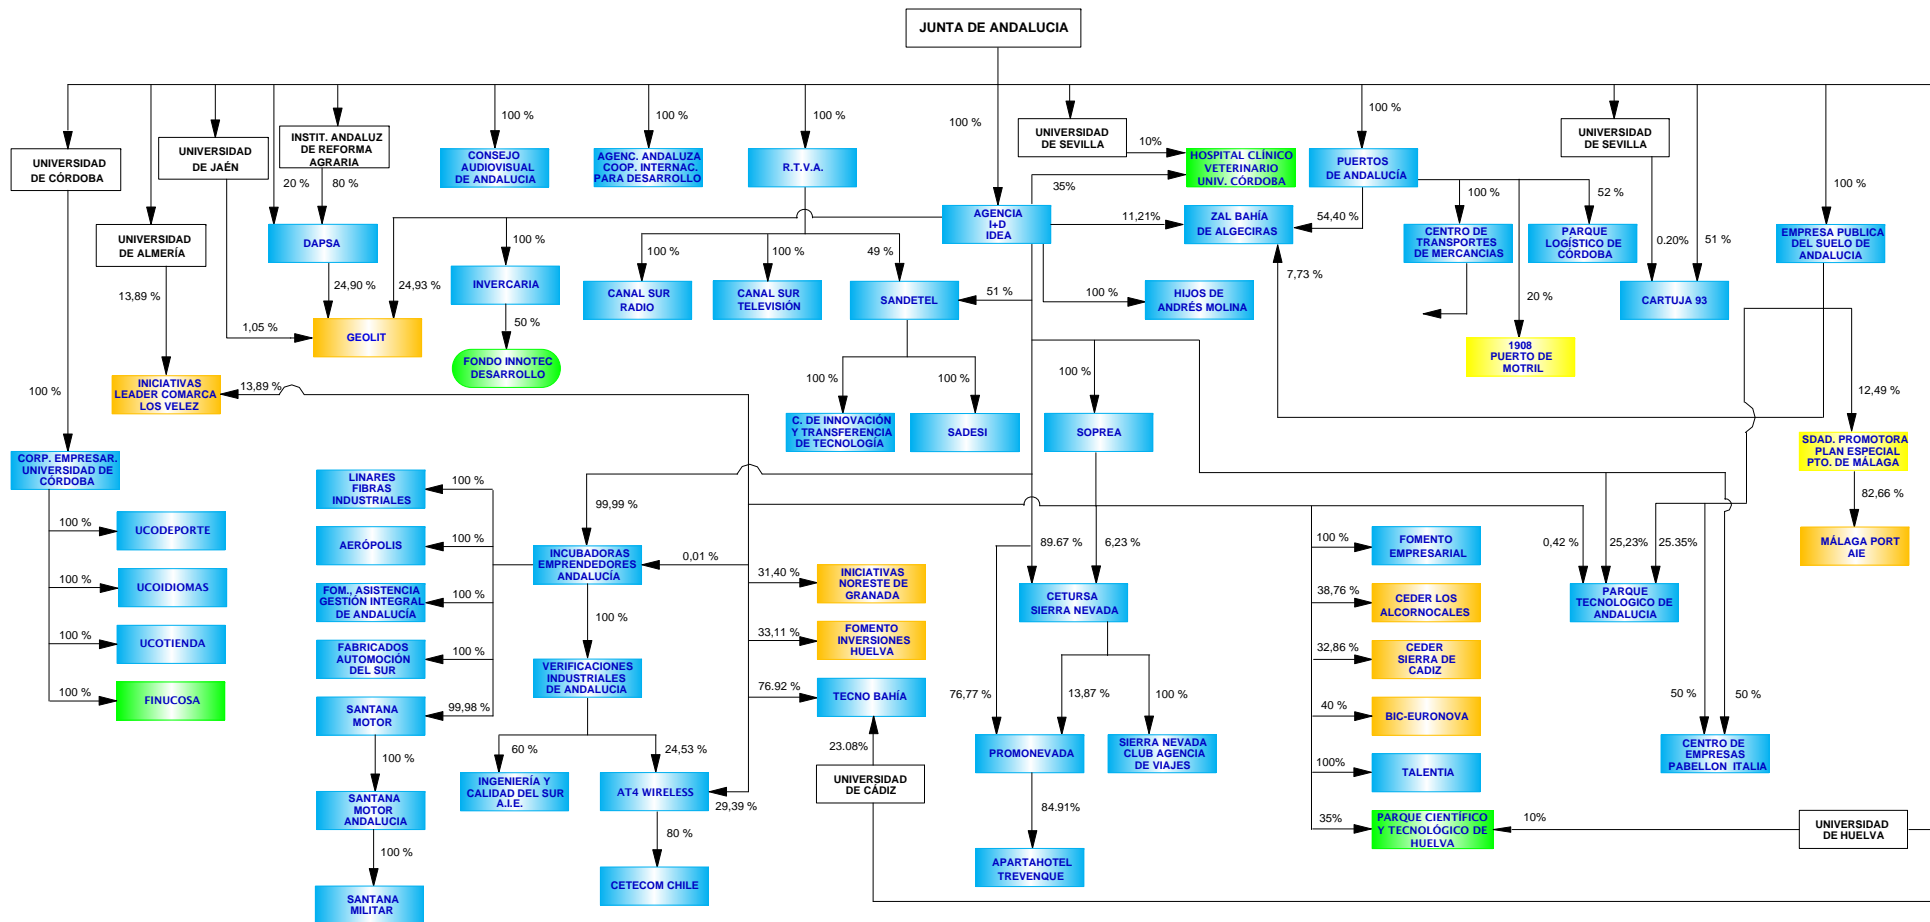 JUNTA DE ANDALUCIA
100 %
100 %
100 %
100 %
100 %
100 %
51 %
100 %
20 %
80 %
UNIVERSIDAD
DE CÓRDOBA
UNIVERSIDAD
DE JAÉN
INSTIT. ANDALUZ
DE REFORMA
AGRARIA
CONSEJO
AUDIOVISUAL
DE ANDALUCIA
AGENC. ANDALUZA
COOP. INTERNAC.
PARA DESARROLLO
R.T.V.A.
UNIVERSIDAD
DE SEVILLA
10%
35%
HOSPITAL CLÍNICO
VETERINARIO
UNIV. CÓRDOBA
PUERTOS
DE ANDALUCÍA
UNIVERSIDAD
DE SEVILLA
UNIVERSIDAD
DE ALMERÍA
DAPSA
AGENCIA
I+D
IDEA
11,21%
ZAL BAHÍA
DE ALGECIRAS
54,40 %
100 %
CENTRO DE
TRANSPORTES
DE MERCANCIAS
52 %
PARQUE
LOGÍSTICO DE
CÓRDOBA
0.20%
EMPRESA PUBLICA
DEL SUELO DE
ANDALUCIA
13,89 %
24,90 %
24,93 %
100 %
INVERCARIA
100 %
CANAL SUR
RADIO
100 %
CANAL SUR
TELEVISIÓN
49 %
SANDETEL
51 %
100 %
HIJOS DE
ANDRÉS MOLINA
7,73 %
20 %
CARTUJA 93
1,05 %
GEOLIT
50 %
FONDO INNOTEC
DESARROLLO
1908
PUERTO DE
MOTRIL
100 %
INICIATIVAS
LEADER COMARCA
LOS VELEZ
13,89 %
100 %
100 %
100 %
12,49 %
C. DE INNOVACIÓN
Y TRANSFERENCIA
DE TECNOLOGÍA
SADESI
SOPREA
SDAD. PROMOTORA
PLAN ESPECIAL
PTO. DE MÁLAGA
CORP. EMPRESAR.
UNIVERSIDAD DE
CÓRDOBA
LINARES
FIBRAS
INDUSTRIALES
100 %
99,99 %
82,66 %
100 %
UCODEPORTE
AERÓPOLIS
100 %
INCUBADORAS
EMPRENDEDORES
ANDALUCÍA
0,01 %
89.67 %
6,23 %
100 %
FOMENTO
EMPRESARIAL
0,42 %
25,23%
25.35%
MÁLAGA PORT
AIE
100 %
UCOIDIOMAS
FOM., ASISTENCIA
GESTIÓN INTEGRAL
DE ANDALUCÍA
100 %
31,40 %
INICIATIVAS
NORESTE DE
GRANADA
CETURSA
SIERRA NEVADA
38,76 %
CEDER LOS
ALCORNOCALES
PARQUE
TECNOLOGICO DE
ANDALUCIA
100 %
UCOTIENDA
FABRICADOS
AUTOMOCIÓN
DEL SUR
100 %
100 %
33,11 %
FOMENTO
INVERSIONES
HUELVA
32,86 %
CEDER
SIERRA DE
CADIZ
100 %
FINUCOSA
SANTANA
MOTOR
99,98 %
VERIFICACIONES
INDUSTRIALES
DE ANDALUCIA
76.92 %
TECNO BAHÍA
76,77 %
13,87 %
100 %
40 %
BIC-EURONOVA
50 %
50 %
100 %
60 %
24,53 %
23.08%
PROMONEVADA
SIERRA NEVADA
CLUB AGENCIA
DE VIAJES
100%
TALENTIA
CENTRO DE
EMPRESAS
PABELLON ITALIA
SANTANA
MOTOR
ANDALUCIA
INGENIERÍA Y
CALIDAD DEL SUR
A.I.E.
AT4 WIRELESS
29,39 %
UNIVERSIDAD
DE CÁDIZ
84.91%
35%
PARQUE CIENTÍFICO
Y TECNOLÓGICO DE
HUELVA
10%
UNIVERSIDAD
DE HUELVA
100 %
80 %
SANTANA
MILITAR
CETECOM CHILE
APARTAHOTEL
TREVENQUE